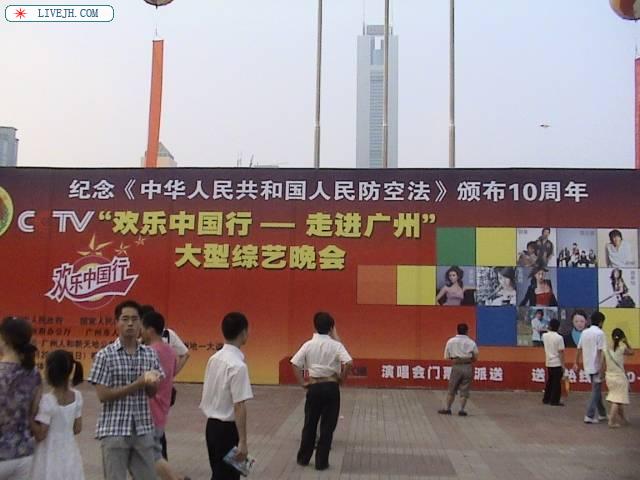 LIVEJH.COM
纪念《中华人民共和国人民防空法》颁布10周年
CCTV “欢乐中国行 — 走进广州”
大型综艺晚会
欢乐中国行
演唱会门票 派送 送